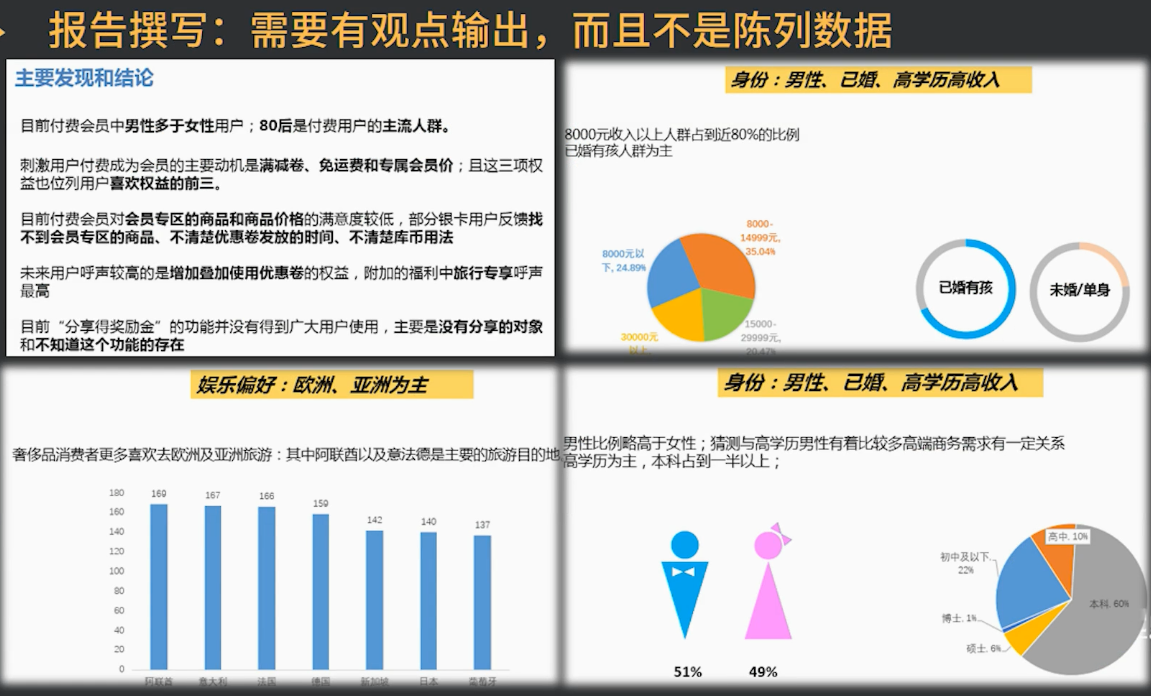 报告撰写：需要有观点输出，而且不是陈列数据
主要发现和结论
目前付费会员中男性多于女性用户；80后是付费用户的主流人群。
刺激用户付费成为会员的主要动机是满减卷、免运费和专属会员价；且这三项权
益也位列用户喜欢权益的前三。
目前付费会员对会员专区的商品和商品价格的满意度较低，部分银卡用户反馈找
不到会员专区的商品、不清楚优惠卷发放的时间、不清楚库币用法
未来用户呼声较高的是增加叠加使用优惠卷的权益，附加的福利中旅行专享呼声
最高
目前“分享得奖励金”的功能并没有得到广大用户使用，主要是没有分享的对象
和不知道这个功能的存在
身份：男性、已婚、高学历高收入
8000元收入以上人群占到近80%的比例
已婚有孩人群为主
8000-
14999元,
35.04%
8000元以
下, 24.89%
15000-
29999元,
20.47%
30000元
以上
已婚有孩
未婚/单身
娱乐偏好：欧洲、亚洲为主
奢侈品消费者更多喜欢去欧洲及亚洲旅游：其中阿联酋以及意法德是主要的旅游目的地
180
160
140
120
100
80
60
40
20
0
169
167
166
159
142
140
137
阿联酋
意大利
法国
德国
新加坡
日本
葡萄牙
身份：男性、已婚、高学历高收入
男性比例略高于女性；猜测与高学历男性有着比较多高端商务需求有一定关系
高学历为主，本科占到一半以上；
51%
49%
高中, 10%
初中及以下,
22%
本科, 60%
博士, 1%
硕士, 6%